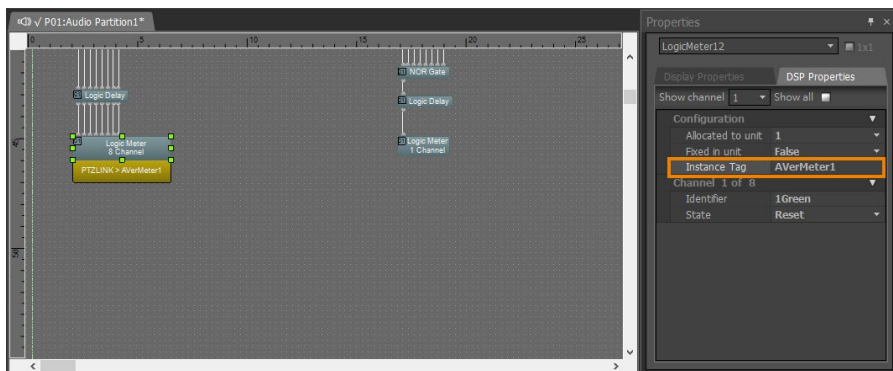 P01:Audio Partition1*
0 5 10 15 20 25
NOR Gate
Logic Delay
Logic Delay
Logic Meter
8 Channel
PTZLINK > AVerMeter1
Logic Meter
1 Channel
Properties
LogicMeter12
1x1
Display Properties
DSP Properties
Show channel 1
Show all
Configuration
Allocated to unit 1
Fixed in unit False
Instance Tag AVerMeter1
Channel 1 of 8
Identifier 1Green
State Reset